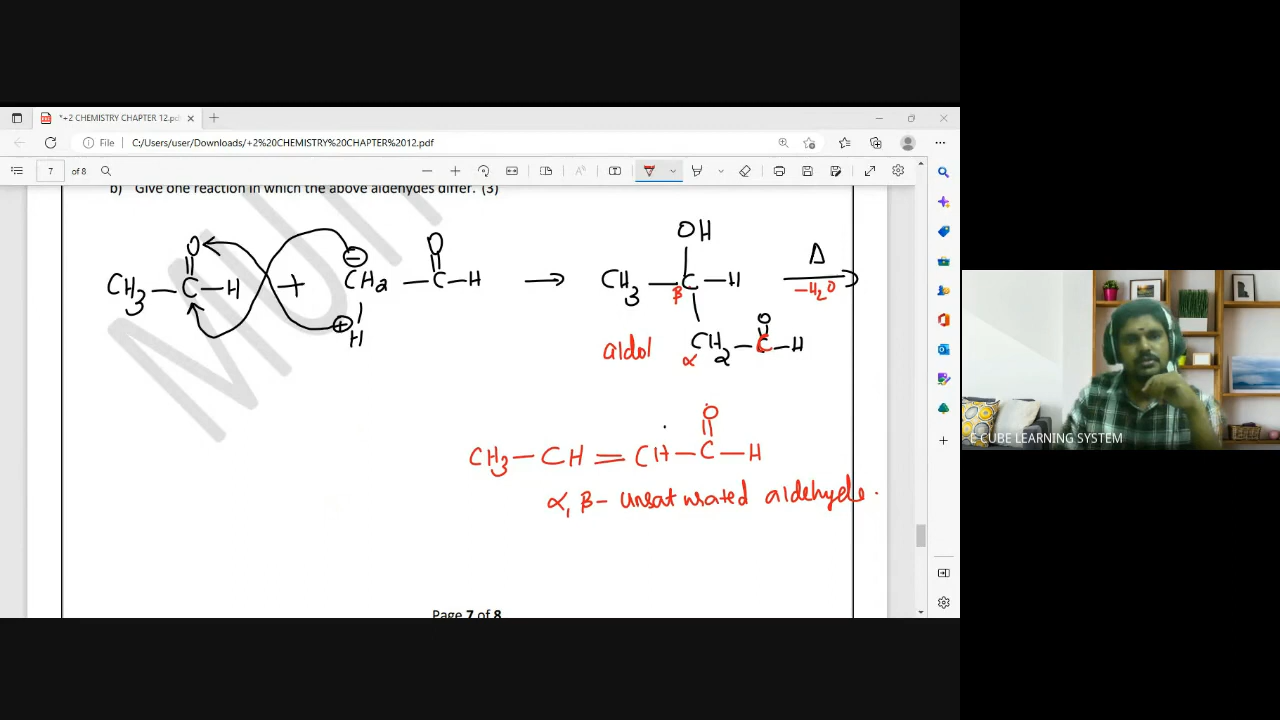 *+2 CHEMISTRY CHAPTER 12.pd
File
C:/Users/user/Downloads/+2%20CHEMISTRY%20CHAPTER%2012.pdf
7 of 8
b) Give one reaction in which the above aldehydes differ. (3)
O
CH3 — C — H + CH2 — C — H
O
H
OH
CH3 — C — H
β
Δ
-H2O
aldol
CH2 — C — H
α
O
CH3 — CH = CH — C — H
O
α, β - unsaturated aldehyde.
Page 7 of 8
E CUBE LEARNING SYSTEM